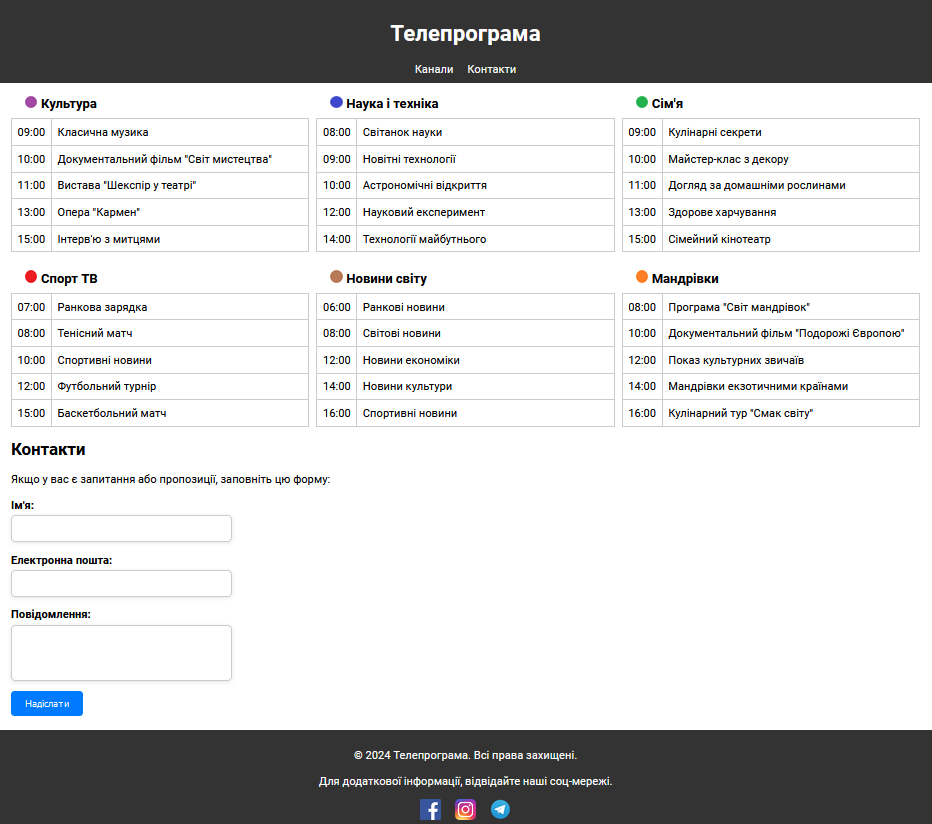 Телепрограма
Канали Контакти
Культура
09:00 Класична музика
10:00 Документальний фільм "Світ мистецтва"
11:00 Вистава "Шекспір у театрі"
13:00 Опера "Кармен"
15:00 Інтерв'ю з митцями
Наука і техніка
08:00 Світанок науки
09:00 Новітні технології
10:00 Астрономічні відкриття
12:00 Науковий експеримент
14:00 Технології майбутнього
Сім'я
09:00 Кулінарні секрети
10:00 Майстер-клас з декору
11:00 Догляд за домашніми рослинами
13:00 Здорове харчування
15:00 Сімейний кінотеатр
Спорт ТВ
07:00 Ранкова зарядка
08:00 Тенісний матч
10:00 Спортивні новини
12:00 Футбольний турнір
15:00 Баскетбольний матч
Новини світу
06:00 Ранкові новини
08:00 Світові новини
12:00 Новини економіки
14:00 Новини культури
16:00 Спортивні новини
Мандрівки
08:00 Програма "Світ мандрівок"
10:00 Документальний фільм "Подорожі Європою"
12:00 Показ культурних звичаїв
14:00 Мандрівки екзотичними країнами
16:00 Кулінарний тур "Смак світу"
Контакти
Якщо у вас є запитання або пропозиції, заповніть цю форму:
Ім'я:
Електронна пошта:
Повідомлення:
Надіслати
© 2024 Телепрограма. Всі права захищені.
Для додаткової інформації, відвідайте наші соц-мережі.